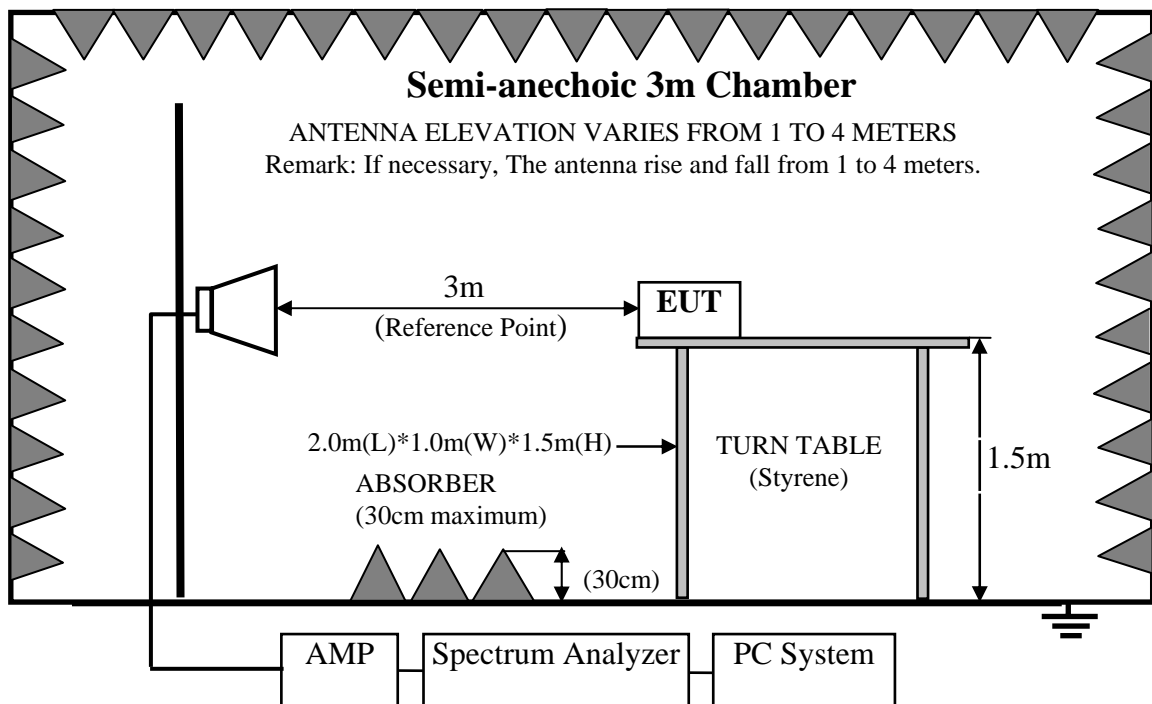 Semi-anechoic 3m Chamber
ANTENNA ELEVATION VARIES FROM 1 TO 4 METERS
Remark: If necessary, The antenna rise and fall from 1 to 4 meters.
3m
(Reference Point)
EUT
2.0m(L)*1.0m(W)*1.5m(H)
TURN TABLE
(Styrene)
1.5m
ABSORBER
(30cm maximum)
(30cm)
AMP
Spectrum Analyzer
PC System